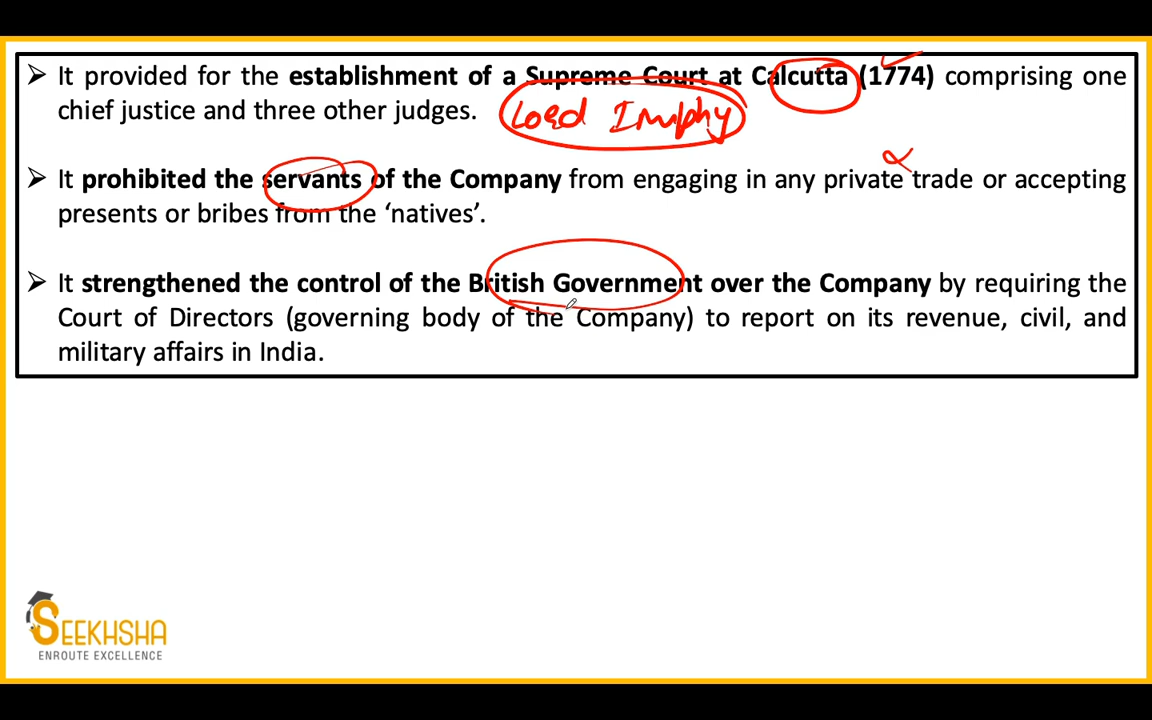 ➢ It provided for the establishment of a Supreme Court at Calcutta (1774) comprising one
chief justice and three other judges.
Lord Imphy
➢ It prohibited the servants of the Company from engaging in any private trade or accepting
presents or bribes from the ‘natives’.
➢ It strengthened the control of the British Government over the Company by requiring the
Court of Directors (governing body of the Company) to report on its revenue, civil, and
military affairs in India.
SEEKHSHA
ENROUTE EXCELLENCE